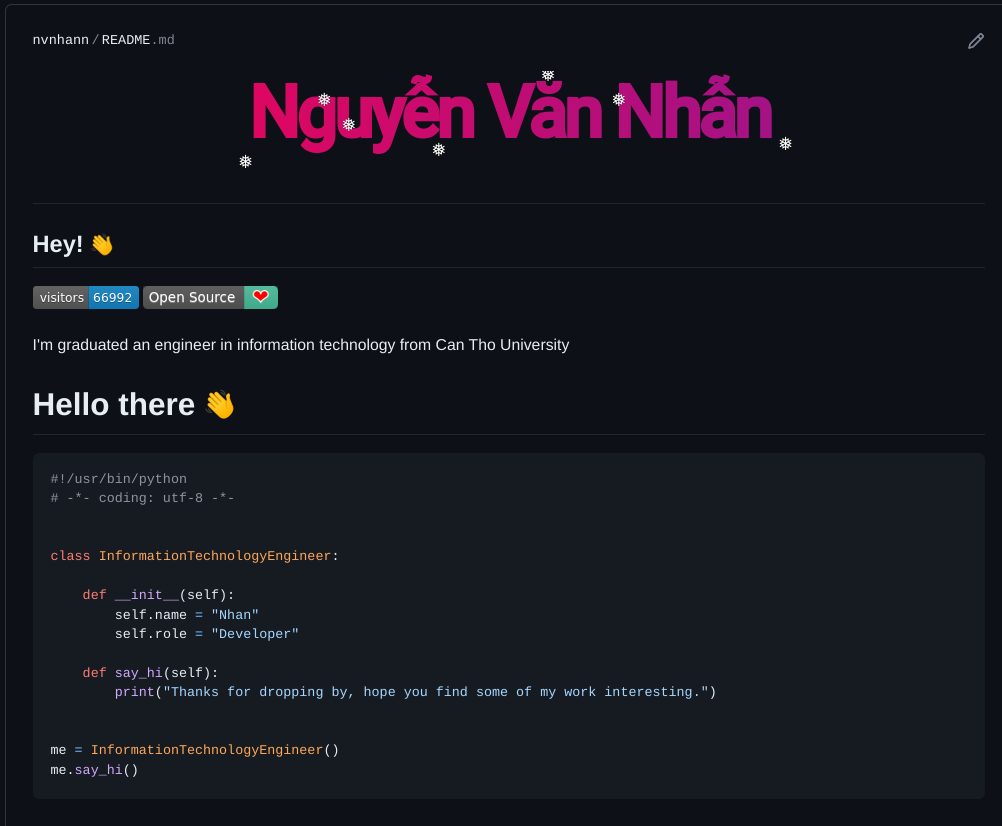 nvnhann/README.md
Nguyễn Văn Nhẫn
Hey! 👋
visitors 66992 Open Source ❤
I'm graduated an engineer in information technology from Can Tho University
Hello there 👋
#!/usr/bin/python
# -*- coding: utf-8 -*-
class InformationTechnologyEngineer:
def __init__(self):
self.name = "Nhan"
self.role = "Developer"
def say_hi(self):
print("Thanks for dropping by, hope you find some of my work interesting.")
me = InformationTechnologyEngineer()
me.say_hi()